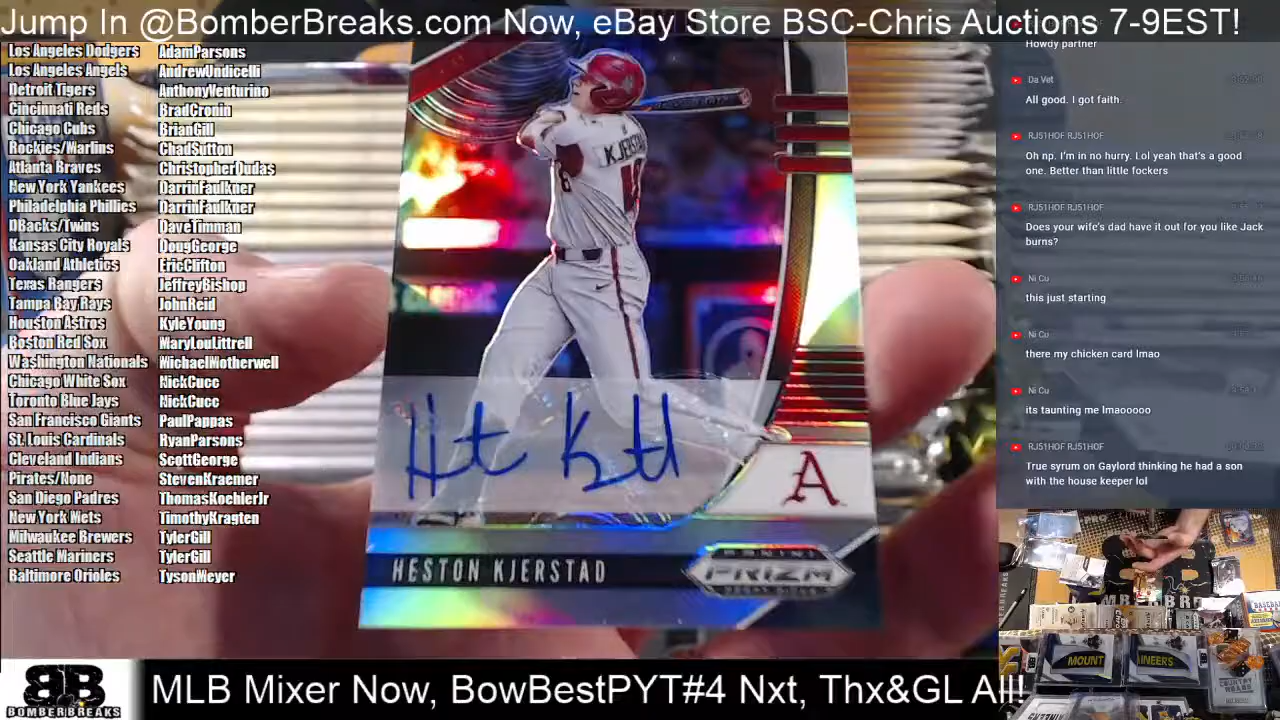 Jump In @BomberBreaks.com Now, eBay Store BSC-Chris Auctions 7-9EST!
Los Angeles Dodgers AdamParsons
Los Angeles Angels AndrewUndicelli
Detroit Tigers AnthonyVenturino
Cincinnati Reds BradCronin
Chicago Cubs BrianGill
Rockies/Marlins ChadSutton
Atlanta Braves ChristopherDudas
New York Yankees DarrinFaulkner
Philadelphia Phillies DarrinFaulkner
DBacks/Twins DaveTimman
Kansas City Royals DougGeorge
Oakland Athletics EricClifton
Texas Rangers JeffreyBishop
Tampa Bay Rays JohnReid
Houston Astros KyleYoung
Boston Red Sox MaryLouLittrell
Washington Nationals MichaelMotherwell
Chicago White Sox NickCucc
Toronto Blue Jays NickCucc
San Francisco Giants PaulPappas
St. Louis Cardinals RyanParsons
Cleveland Indians ScottGeorge
Pirates/None StevenKraemer
San Diego Padres ThomasKoehlerJr
New York Mets TimothyKragten
Milwaukee Brewers TylerGill
Seattle Mariners TylerGill
Baltimore Orioles TysonMeyer
KJERSTAD
A
HESTON KJERSTAD
PANINI
PRIZM
Howdy partner
Da Vet
All good. I got faith.
RJ51HOF RJ51HOF
Oh np. I'm in no hurry. Lol yeah that's a good
one. Better than little fockers
RJ51HOF RJ51HOF
Does your wife's dad have it out for you like Jack
burns?
Ni Cu
this just starting
Ni Cu
there my chicken card lmao
Ni Cu
its taunting me lmaooooo
RJ51HOF RJ51HOF
True syrum on Gaylord thinking he had a son
with the house keeper lol
MOUNT
AINEERS
BB
BOMBERBREAKS
MLB Mixer Now, BowBestPYT#4 Nxt, Thx&GL All!